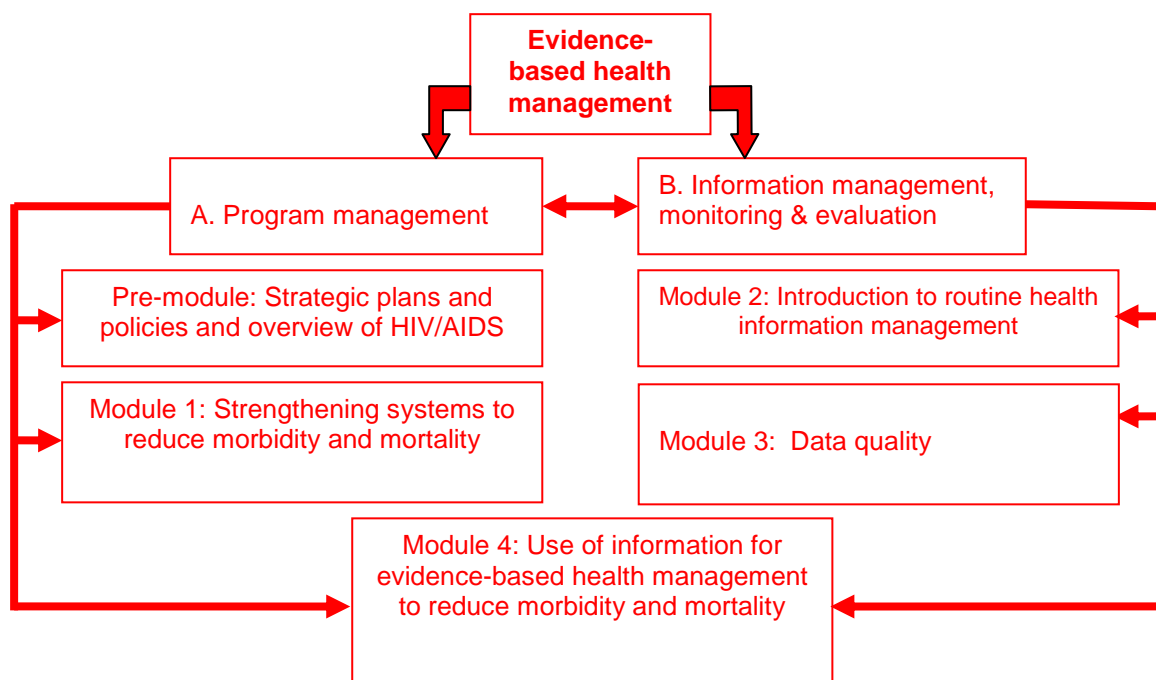 Evidence-
based health
management
A. Program management
B. Information management,
monitoring & evaluation
Pre-module: Strategic plans and
policies and overview of HIV/AIDS
Module 2: Introduction to routine health
information management
Module 1: Strengthening systems to
reduce morbidity and mortality
Module 3:  Data quality
Module 4: Use of information for
evidence-based health management
to reduce morbidity and mortality